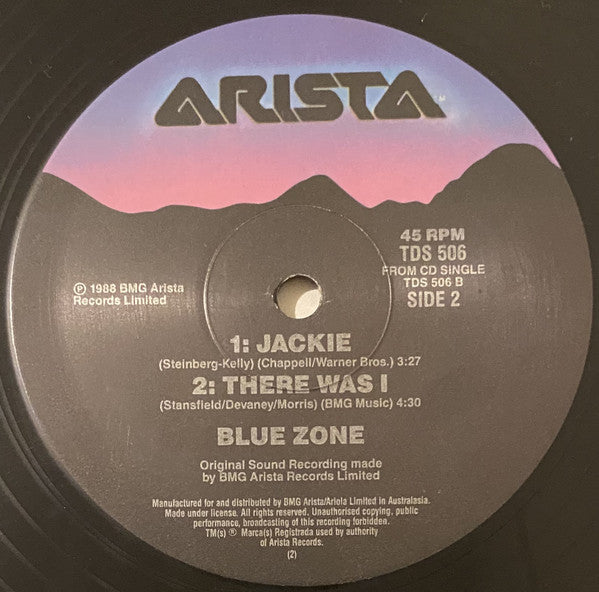 ARISTA
45 RPM
TDS 506
FROM CD SINGLE
TDS 506 B
SIDE 2
℗ 1988 BMG Arista
Records Limited
1: JACKIE
(Steinberg-Kelly) (Chappell/Warner Bros.) 3:27
2: THERE WAS I
(Stansfield/Devaney/Morris) (BMG Music) 4:30
BLUE ZONE
Original Sound Recording made
by BMG Arista Records Limited
Manufactured for and distributed by BMG Arista/Ariola Limited in Australasia.
Made under license. All rights reserved. Unauthorised copying, public
performance, broadcasting of this recording forbidden.
TM(s) ® Marca(s) Registrada used by authority
of Arista Records.
(2)